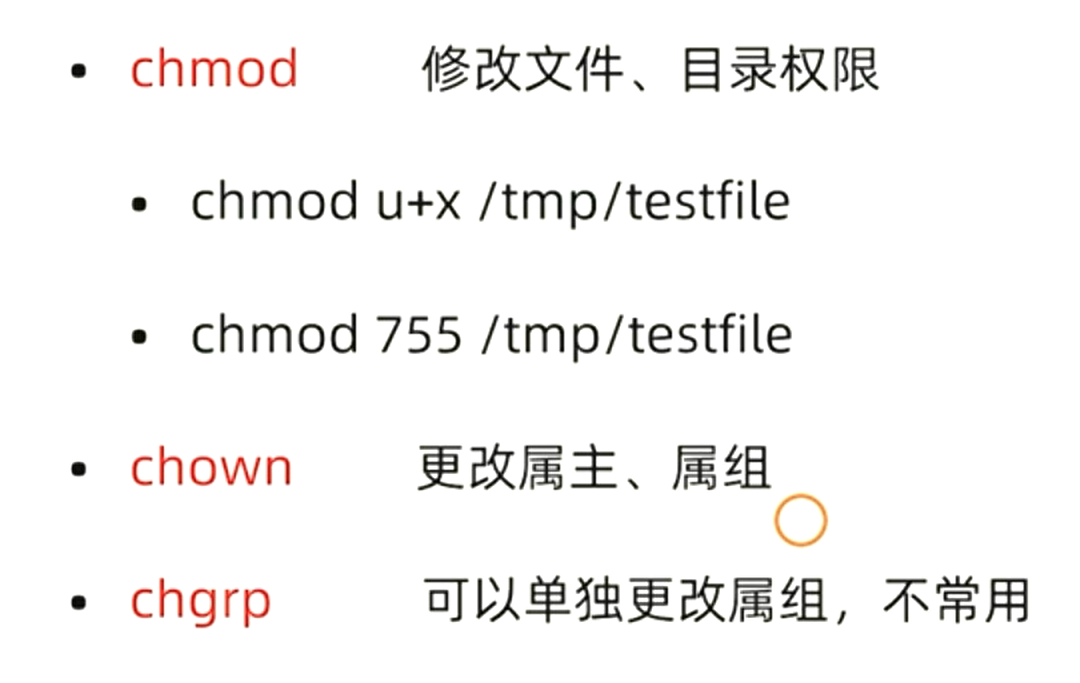 • chmod 修改文件、目录权限
• chmod u+x /tmp/testfile
• chmod 755 /tmp/testfile
• chown 更改属主、属组
• chgrp 可以单独更改属组，不常用